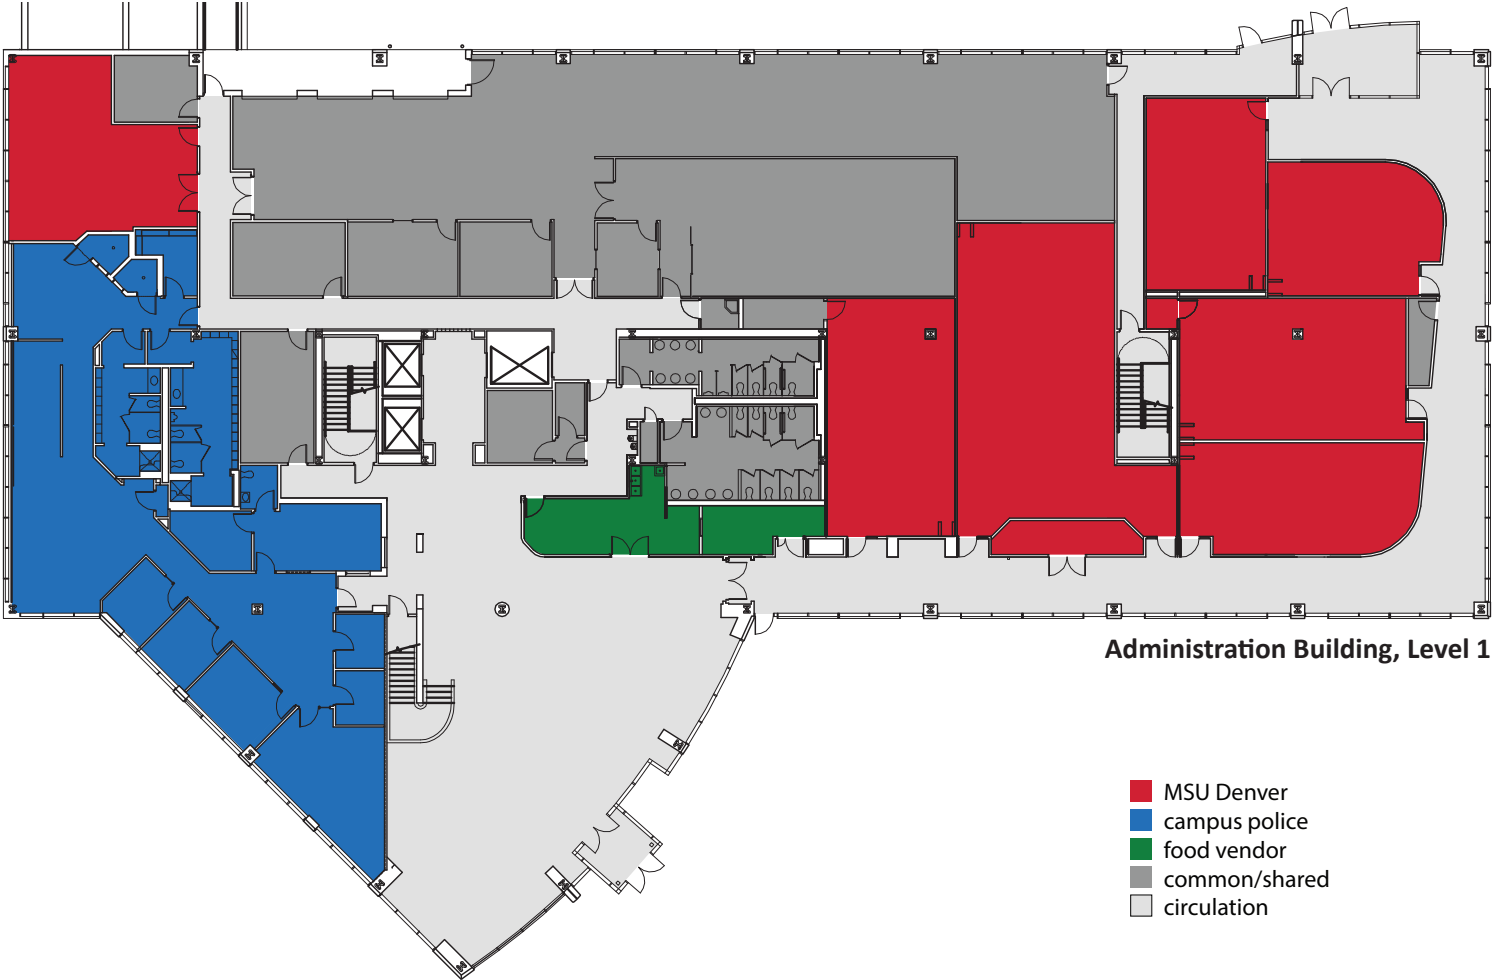 Administration Building, Level 1
MSU Denver
campus police
food vendor
common/shared
circulation